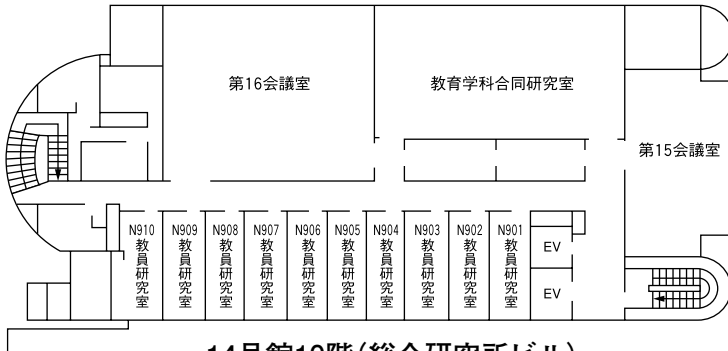 第16会議室
教育学科合同研究室
第15会議室
N910
教員研究室
N909
教員研究室
N908
教員研究室
N907
教員研究室
N906
教員研究室
N905
教員研究室
N904
教員研究室
N903
教員研究室
N902
教員研究室
N901
教員研究室
EV
EV